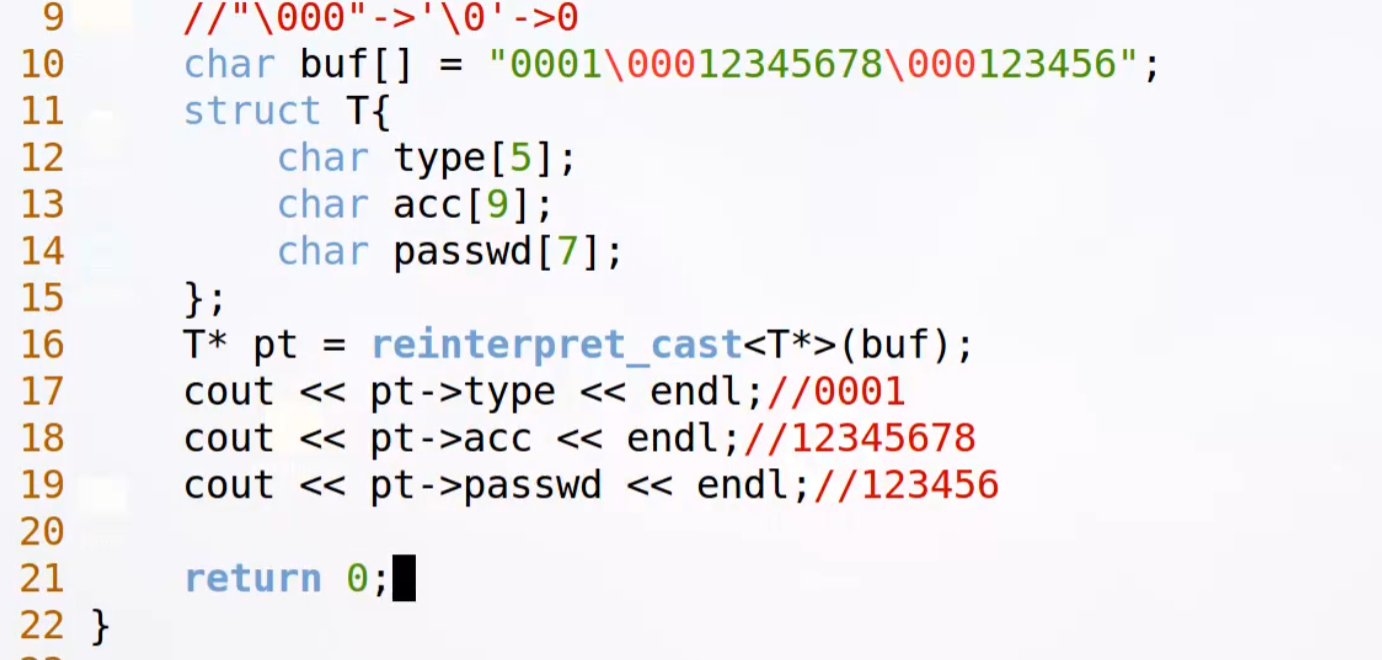 9 //"\000"->'\0'->0
10 char buf[] = "0001\00012345678\000123456";
11 struct T{
12 char type[5];
13 char acc[9];
14 char passwd[7];
15 };
16 T* pt = reinterpret_cast<T*>(buf);
17 cout << pt->type << endl;//0001
18 cout << pt->acc << endl;//12345678
19 cout << pt->passwd << endl;//123456
20
21 return 0;
22 }